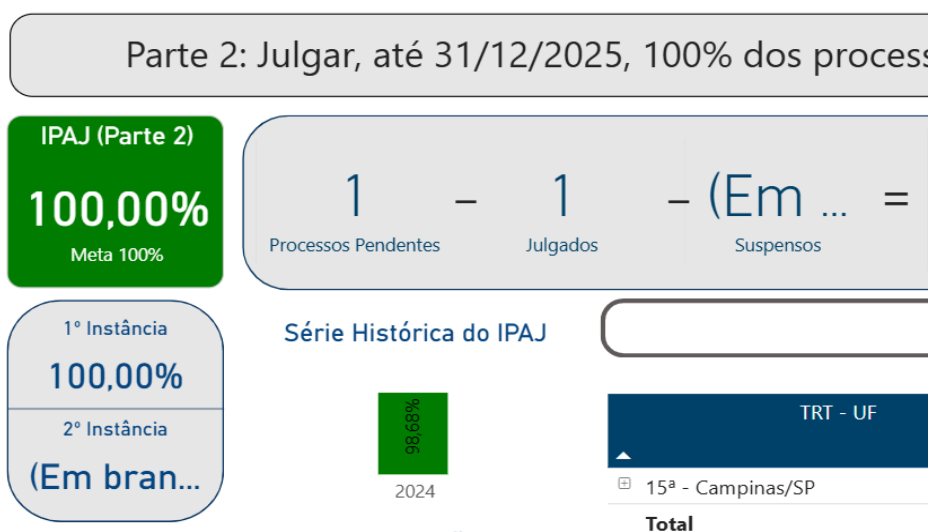 Parte 2: Julgar, até 31/12/2025, 100% dos process
IPAJ (Parte 2)
100,00%
Meta 100%
1 - 1 - (Em ... =
Processos Pendentes Julgados Suspensos
1º Instância
100,00%
2º Instância
(Em bran...
Série Histórica do IPAJ
98,68%
2024
TRT - UF
15ª - Campinas/SP
Total